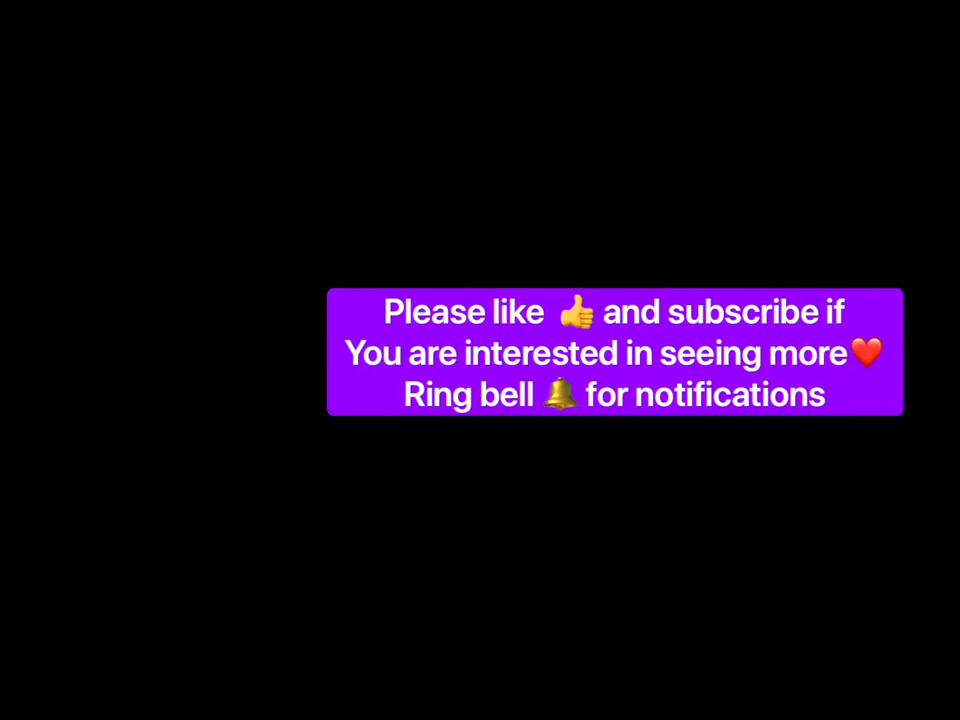 Please like 👍 and subscribe if
You are interested in seeing more❤️
Ring bell 🔔 for notifications